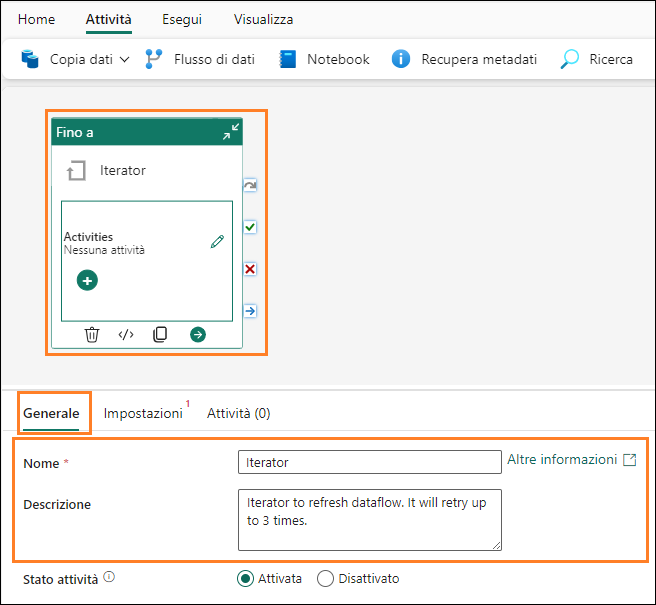 Home Attività Esegui Visualizza
Copia dati Flusso di dati Notebook Recupera metadati Ricerca
Fino a
Iterator
Activities
Nessuna attività
Generale Impostazioni 1 Attività (0)
Nome * Iterator Altre informazioni
Descrizione Iterator to refresh dataflow. It will retry up
to 3 times.
Stato attività Attivata Disattivato